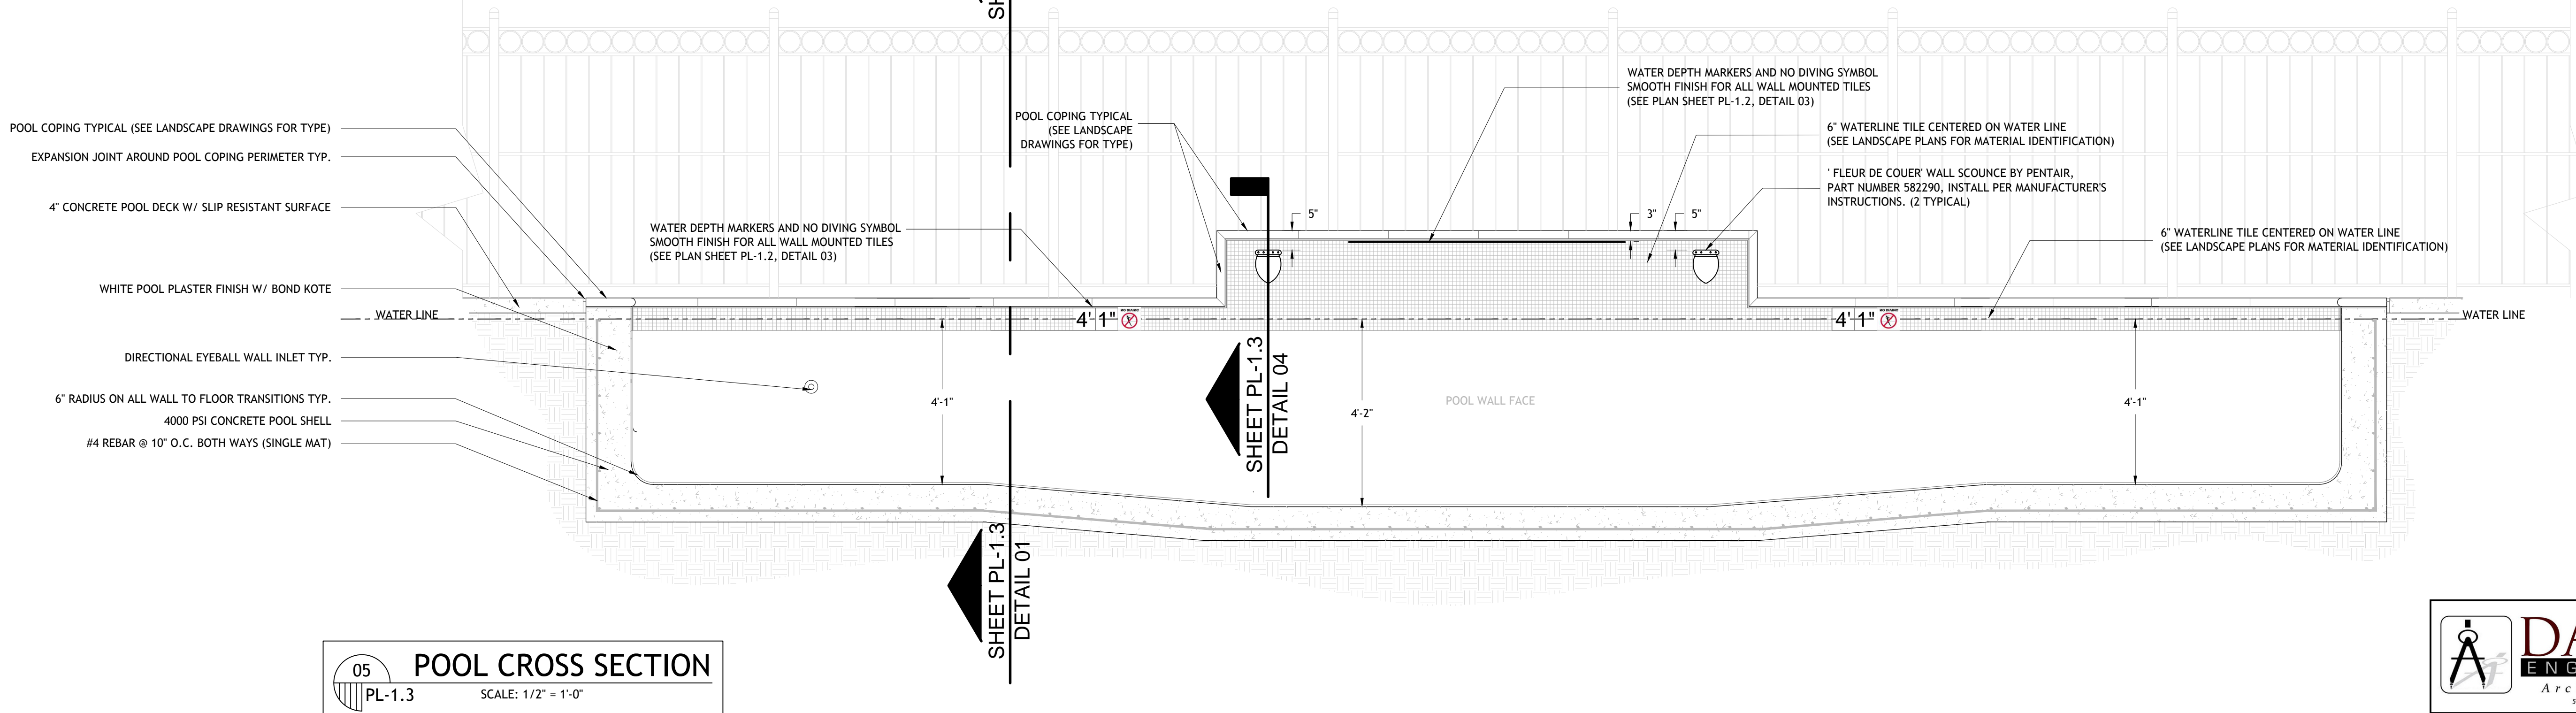 POOL COPING TYPICAL (SEE LANDSCAPE DRAWINGS FOR TYPE)
EXPANSION JOINT AROUND POOL COPING PERIMETER TYP.
4" CONCRETE POOL DECK W/ SLIP RESISTANT SURFACE
WHITE POOL PLASTER FINISH W/ BOND KOTE
WATER LINE
DIRECTIONAL EYEBALL WALL INLET TYP.
6" RADIUS ON ALL WALL TO FLOOR TRANSITIONS TYP.
4000 PSI CONCRETE POOL SHELL
#4 REBAR @ 10" O.C. BOTH WAYS (SINGLE MAT)
WATER DEPTH MARKERS AND NO DIVING SYMBOL
SMOOTH FINISH FOR ALL WALL MOUNTED TILES
(SEE PLAN SHEET PL-1.2, DETAIL 03)
SH
POOL COPING TYPICAL
(SEE LANDSCAPE
DRAWINGS FOR TYPE)
WATER DEPTH MARKERS AND NO DIVING SYMBOL
SMOOTH FINISH FOR ALL WALL MOUNTED TILES
(SEE PLAN SHEET PL-1.2, DETAIL 03)
6" WATERLINE TILE CENTERED ON WATER LINE
(SEE LANDSCAPE PLANS FOR MATERIAL IDENTIFICATION)
' FLEUR DE COUER' WALL SCOUNCE BY PENTAIR,
PART NUMBER 582290, INSTALL PER MANUFACTURER'S
INSTRUCTIONS. (2 TYPICAL)
6" WATERLINE TILE CENTERED ON WATER LINE
(SEE LANDSCAPE PLANS FOR MATERIAL IDENTIFICATION)
5"
3"
5"
4' 1"
4' 1"
WATER LINE
4'-1"
4'-2"
4'-1"
POOL WALL FACE
SHEET PL-1.3
DETAIL 04
SHEET PL-1.3
DETAIL 01
05
POOL CROSS SECTION
PL-1.3
SCALE: 1/2" = 1'-0"
DA
ENG
Arc